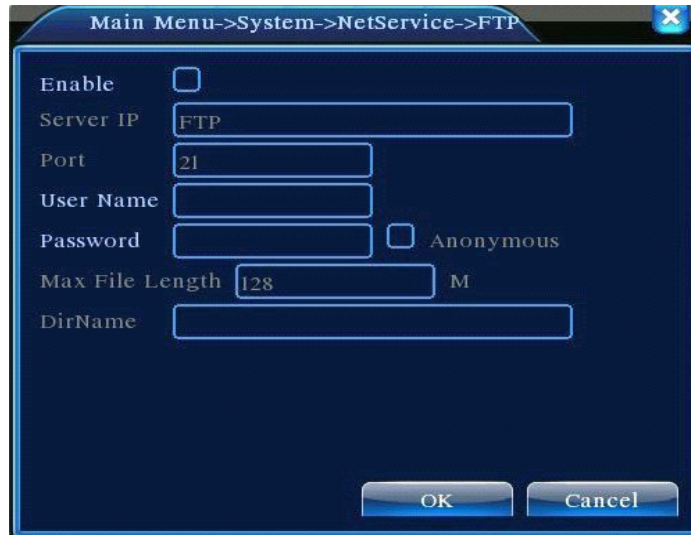 Main Menu->System->NetService->FTP
Enable
Server IP FTP
Port 21
User Name
Password Anonymous
Max File Length 128 M
DirName
OK Cancel